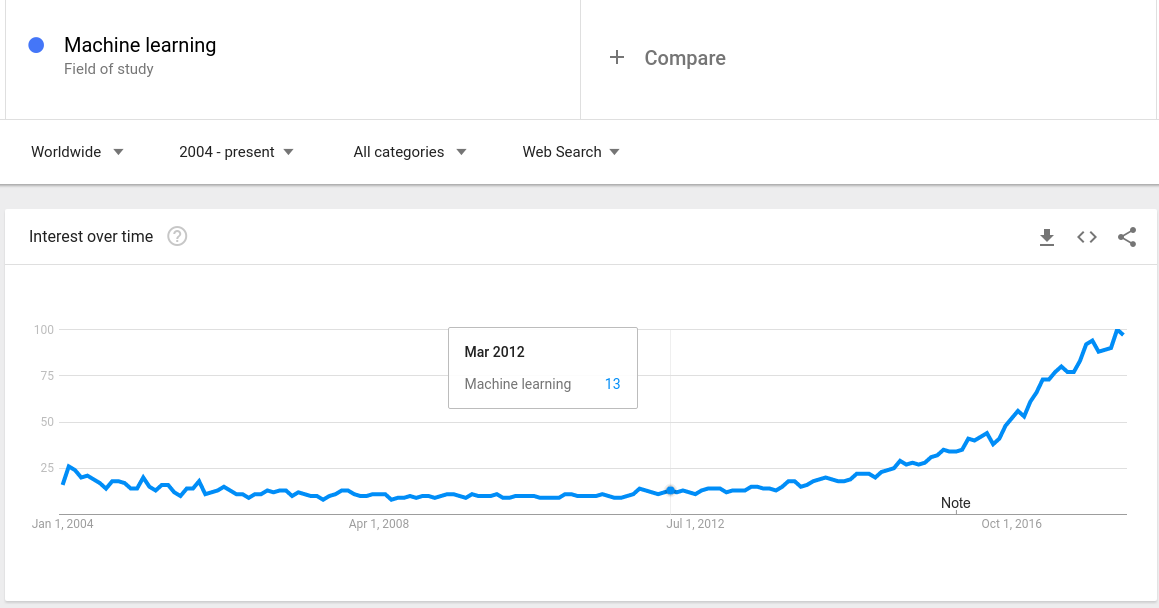 Machine learning
Field of study
+ Compare
Worldwide
2004 - present
All categories
Web Search
Interest over time ?
100
75
50
25
Mar 2012
Machine learning 13
Note
Jan 1, 2004
Apr 1, 2008
Jul 1, 2012
Oct 1, 2016